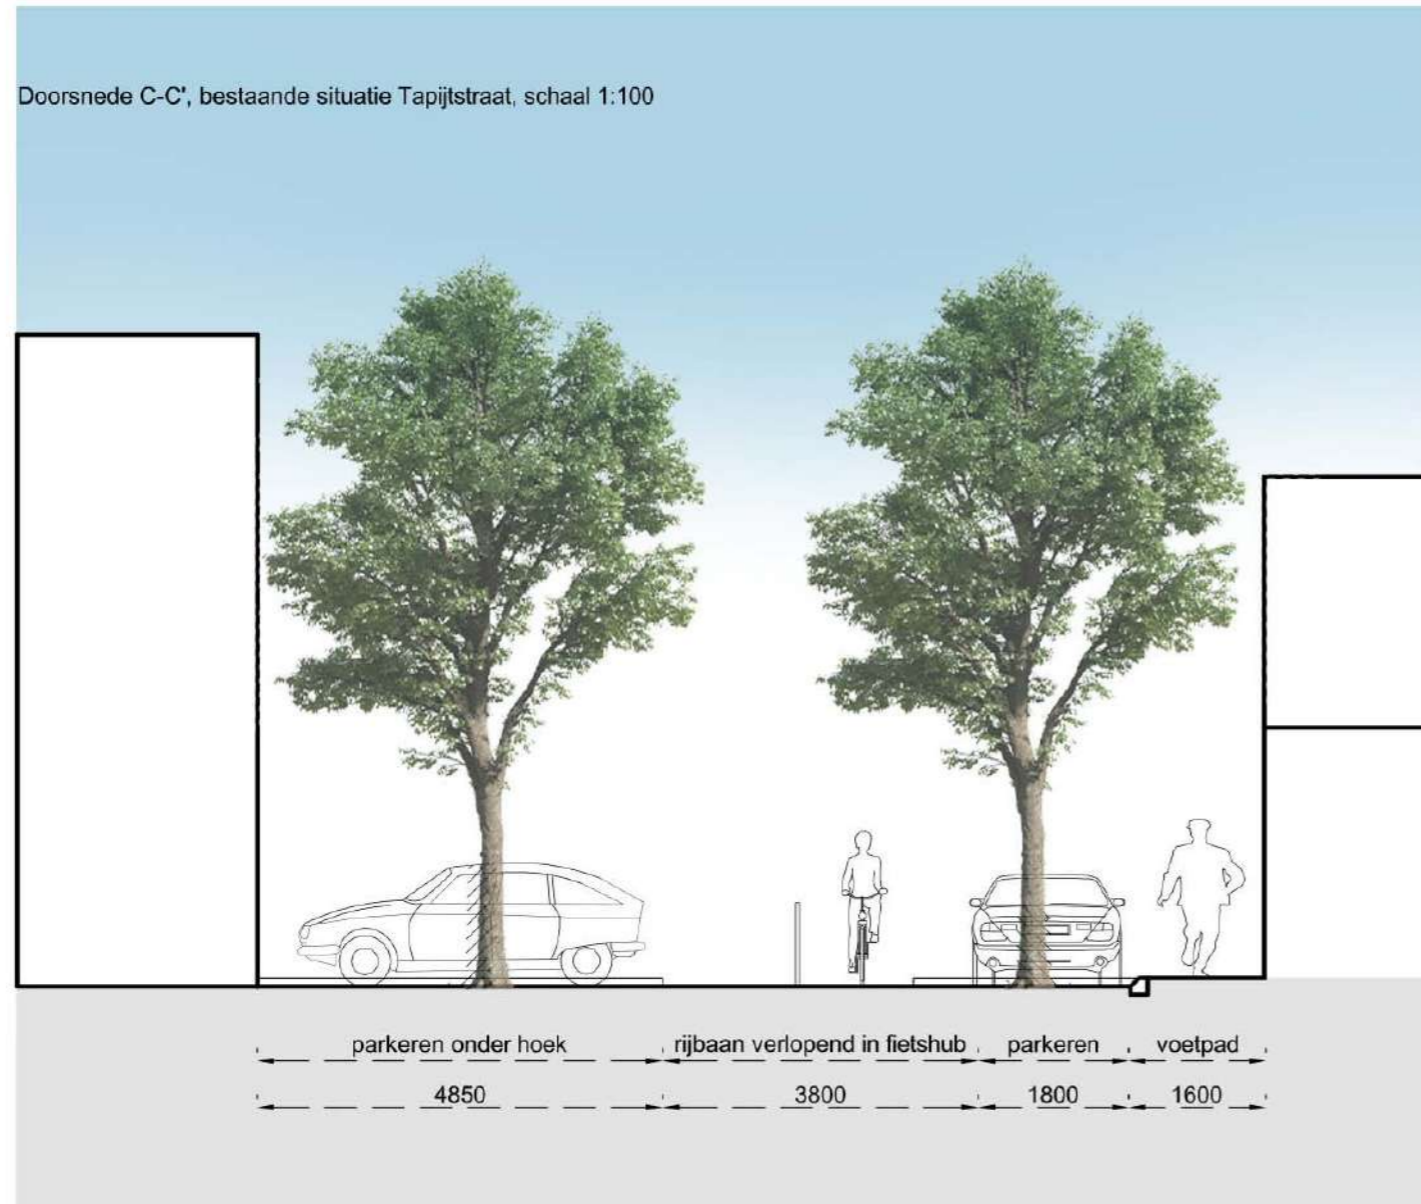 Doorsnede C-C', bestaande situatie Tapijtstraat, schaal 1:100
parkeren onder hoek rijbaan verlopend in fietshub parkeren voetpad
4850 3800 1800 1600